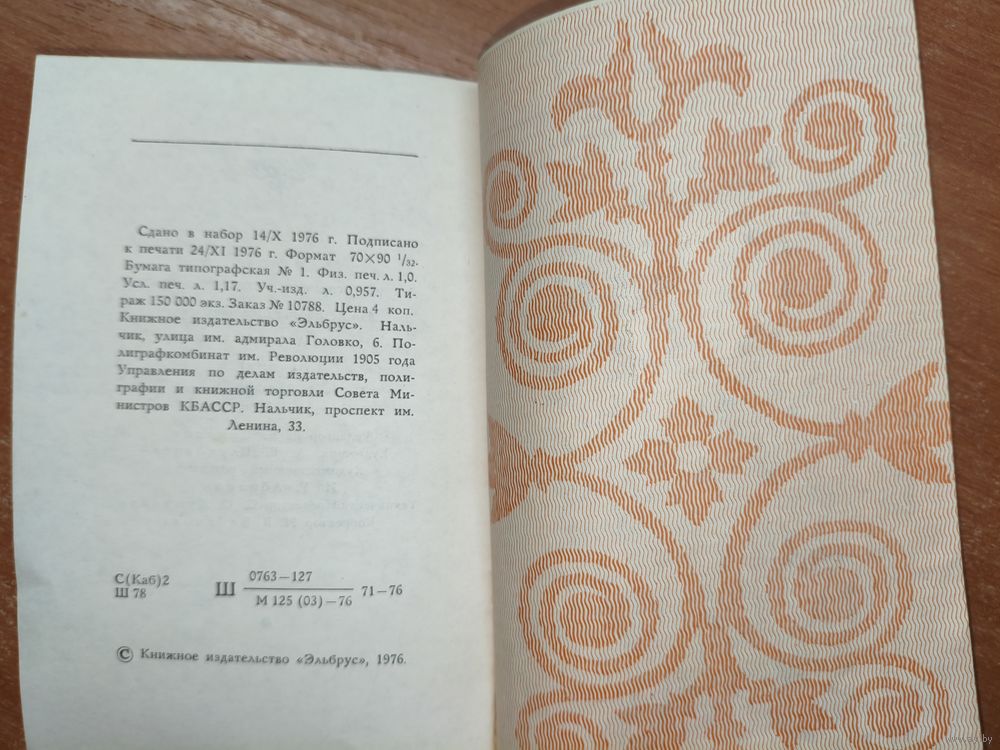 Сдано в набор 14/X 1976 г. Подписано
к печати 24/XI 1976 г. Формат 70×90 1/32.
Бумага типографская № 1. Физ. печ. л. 1,0.
Усл. печ. л. 1,17. Уч.-изд. л. 0,957. Ти-
раж 150 000 экз. Заказ № 10788. Цена 4 коп.
Книжное издательство «Эльбрус». Наль-
чик, улица им. адмирала Головко, 6. По-
лиграфкомбинат им. Революции 1905 года
Управления по делам издательств, поли-
графии и книжной торговли Совета Ми-
нистров КБАССР. Нальчик, проспект им.
Ленина, 33.
С(Каб)2
Ш 78
Ш 0763—127
М 125 (03)—76 71—76
© Книжное издательство «Эльбрус», 1976.